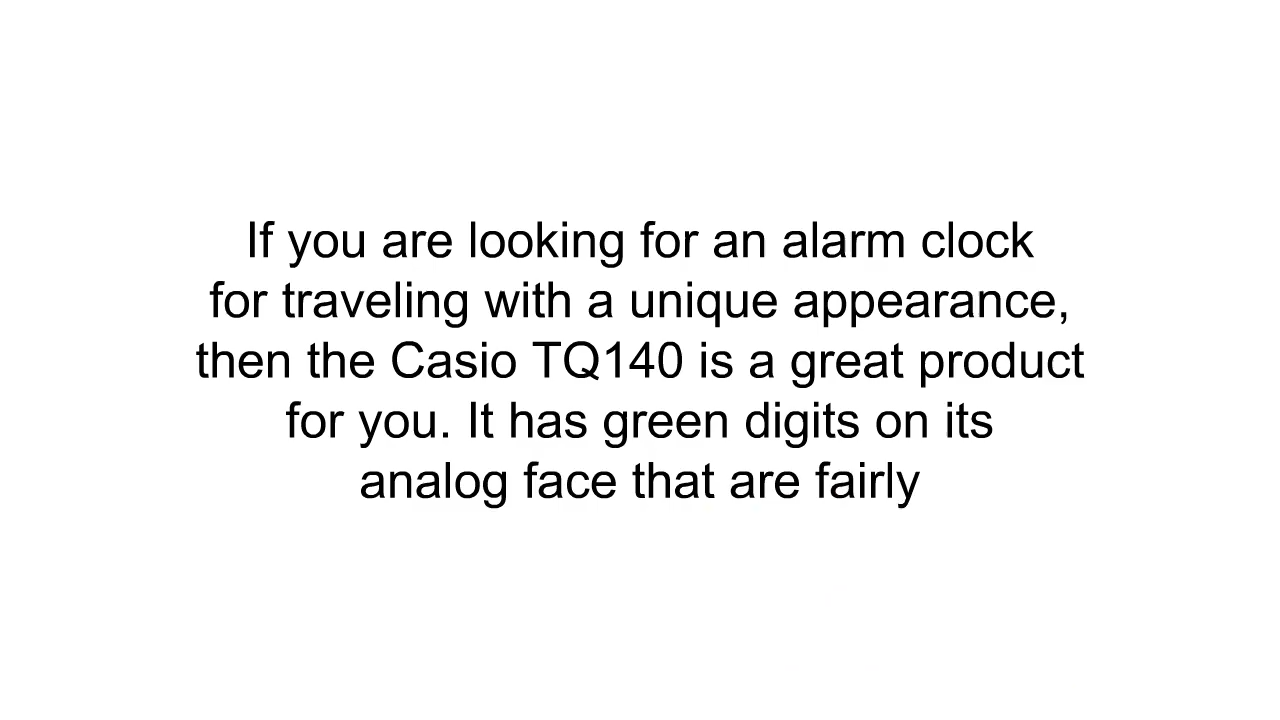 If you are looking for an alarm clock
for traveling with a unique appearance,
then the Casio TQ140 is a great product
for you. It has green digits on its
analog face that are fairly